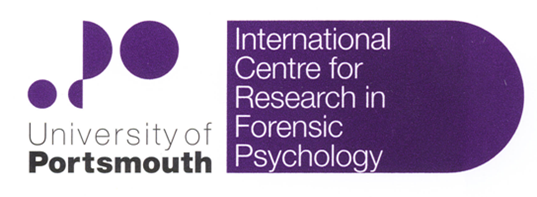 University of
Portsmouth
International
Centre for
Research in
Forensic
Psychology